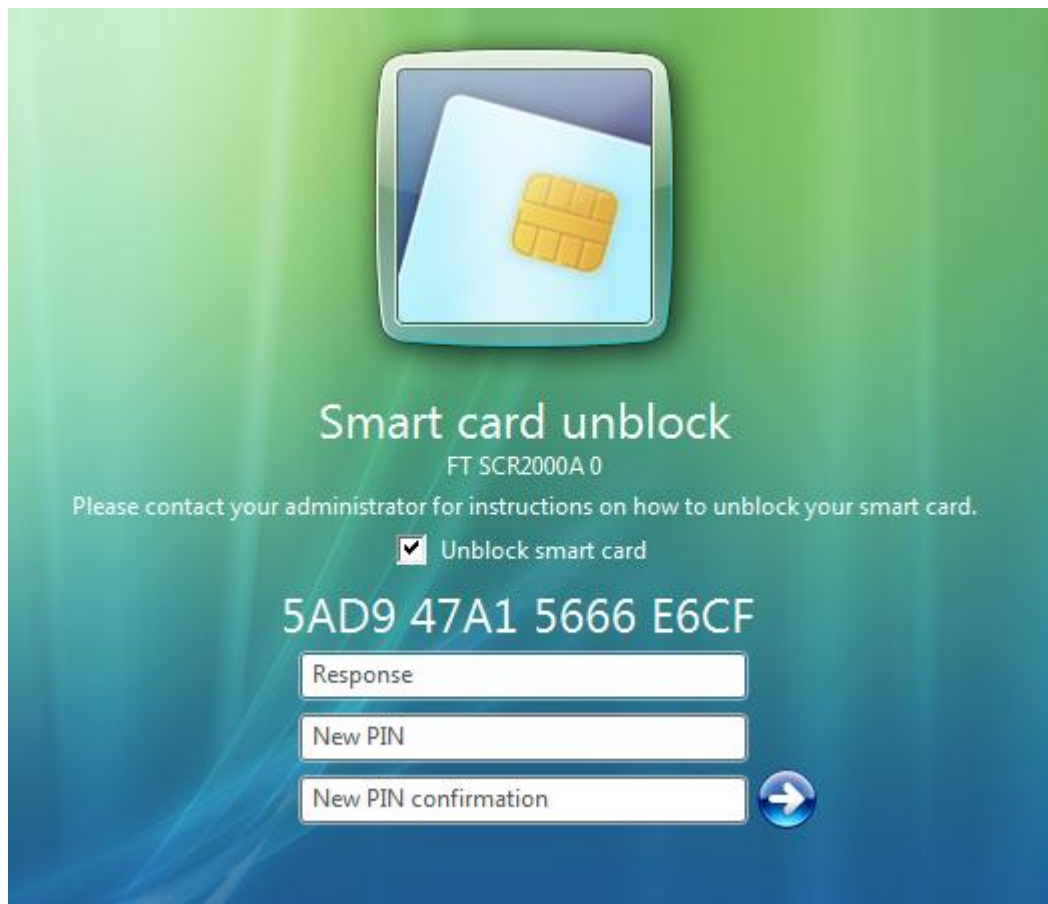 Smart card unblock
FT SCR2000A 0
Please contact your administrator for instructions on how to unblock your smart card.
Unblock smart card
5AD9 47A1 5666 E6CF
Response
New PIN
New PIN confirmation